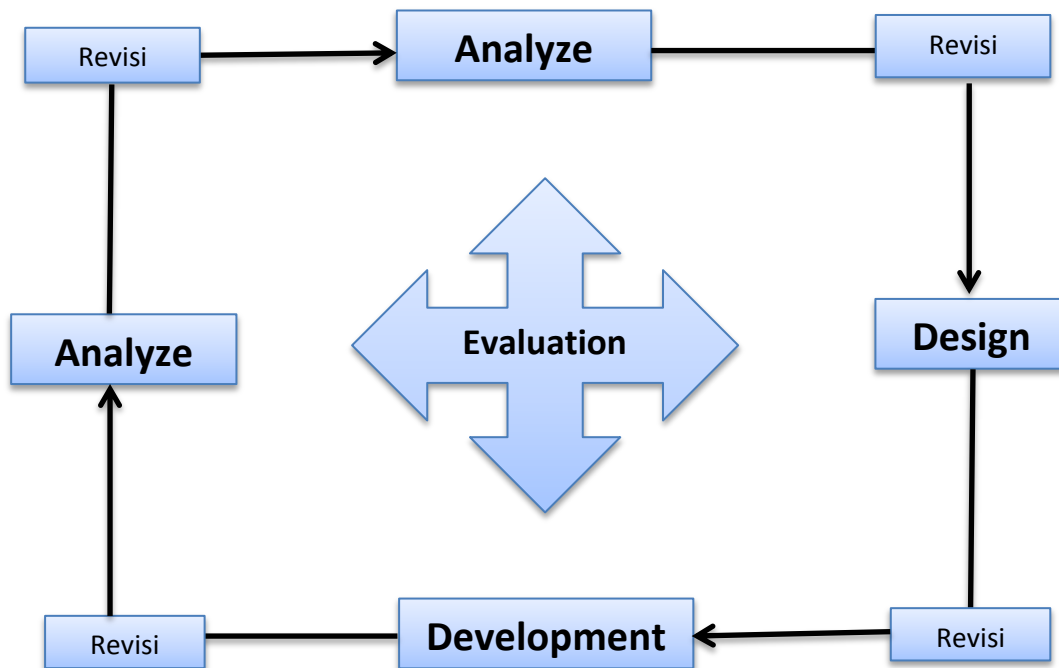 Revisi
Analyze
Revisi
Analyze
Evaluation
Design
Revisi
Development
Revisi